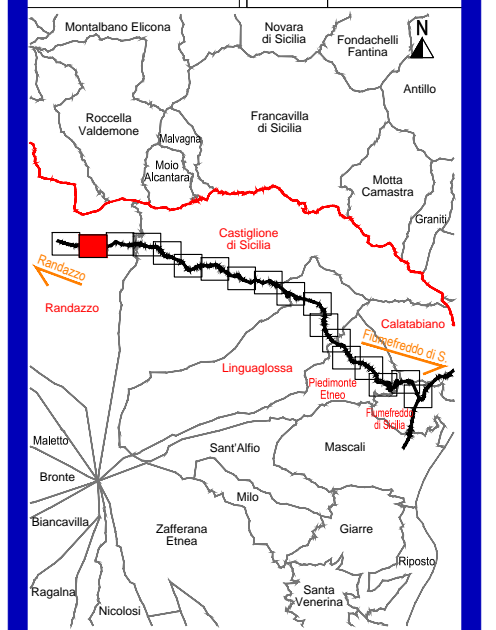 Montalbano Elicona
Novara
di Sicilia
Fondachelli
Fantina
N
Antillo
Roccella
Valdemone
Francavilla
di Sicilia
Malvagna
Moio
Alcantara
Motta
Camastra
Graniti
Castiglione
di Sicilia
Randazzo
Randazzo
Calatabiano
Fiumefreddo di S.
Linguaglossa
Piedimonte
Etneo
Fiumefreddo
di Sicilia
Maletto
Sant'Alfio
Mascali
Bronte
Milo
Biancavilla
Zafferana
Etnea
Giarre
Riposto
Ragalna
Santa
Venerina
Nicolosi